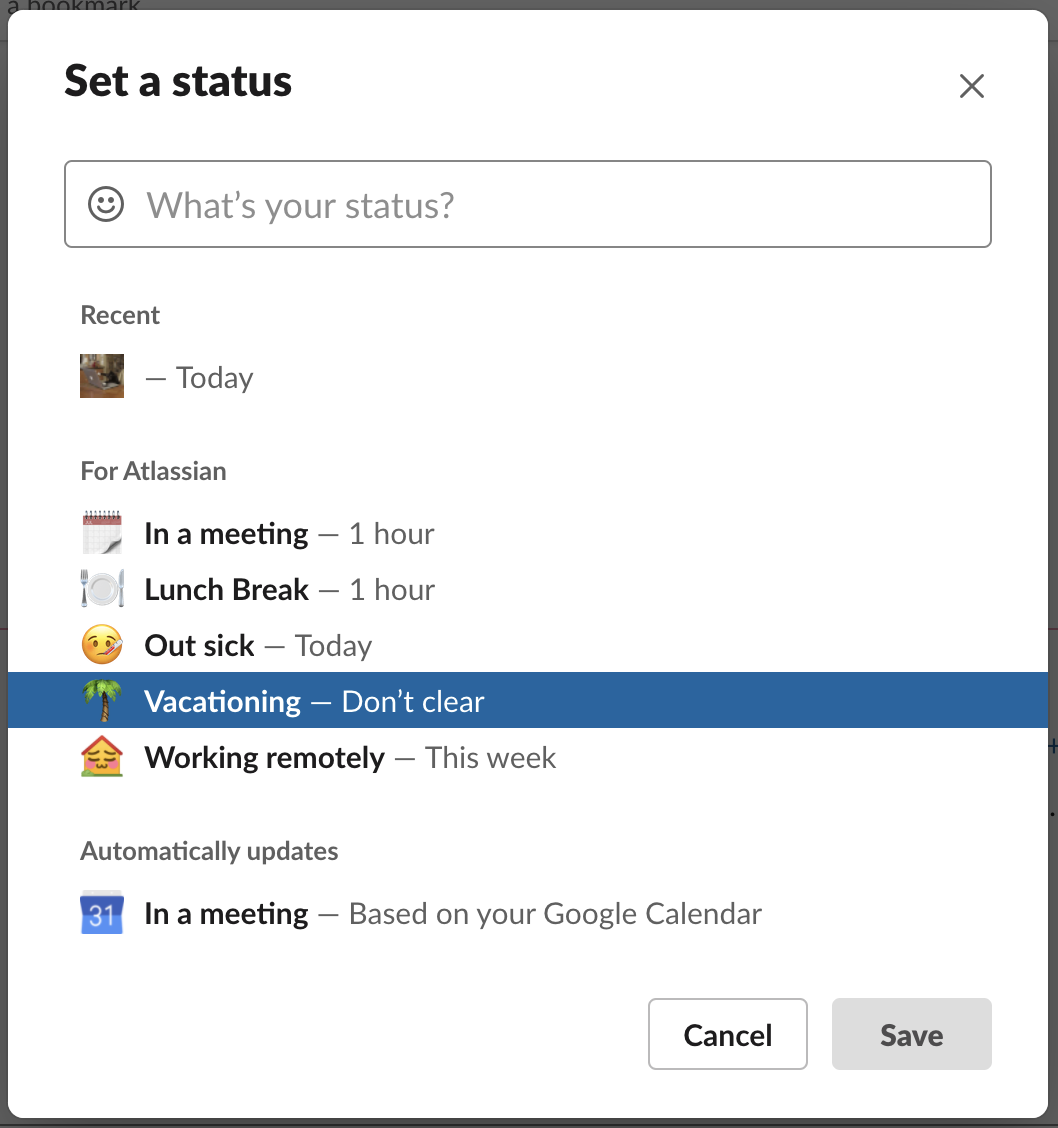 a bookmark
Set a status
What’s your status?
Recent
— Today
For Atlassian
In a meeting — 1 hour
Lunch Break — 1 hour
Out sick — Today
Vacationing — Don’t clear
Working remotely — This week
Automatically updates
31 In a meeting — Based on your Google Calendar
Cancel Save